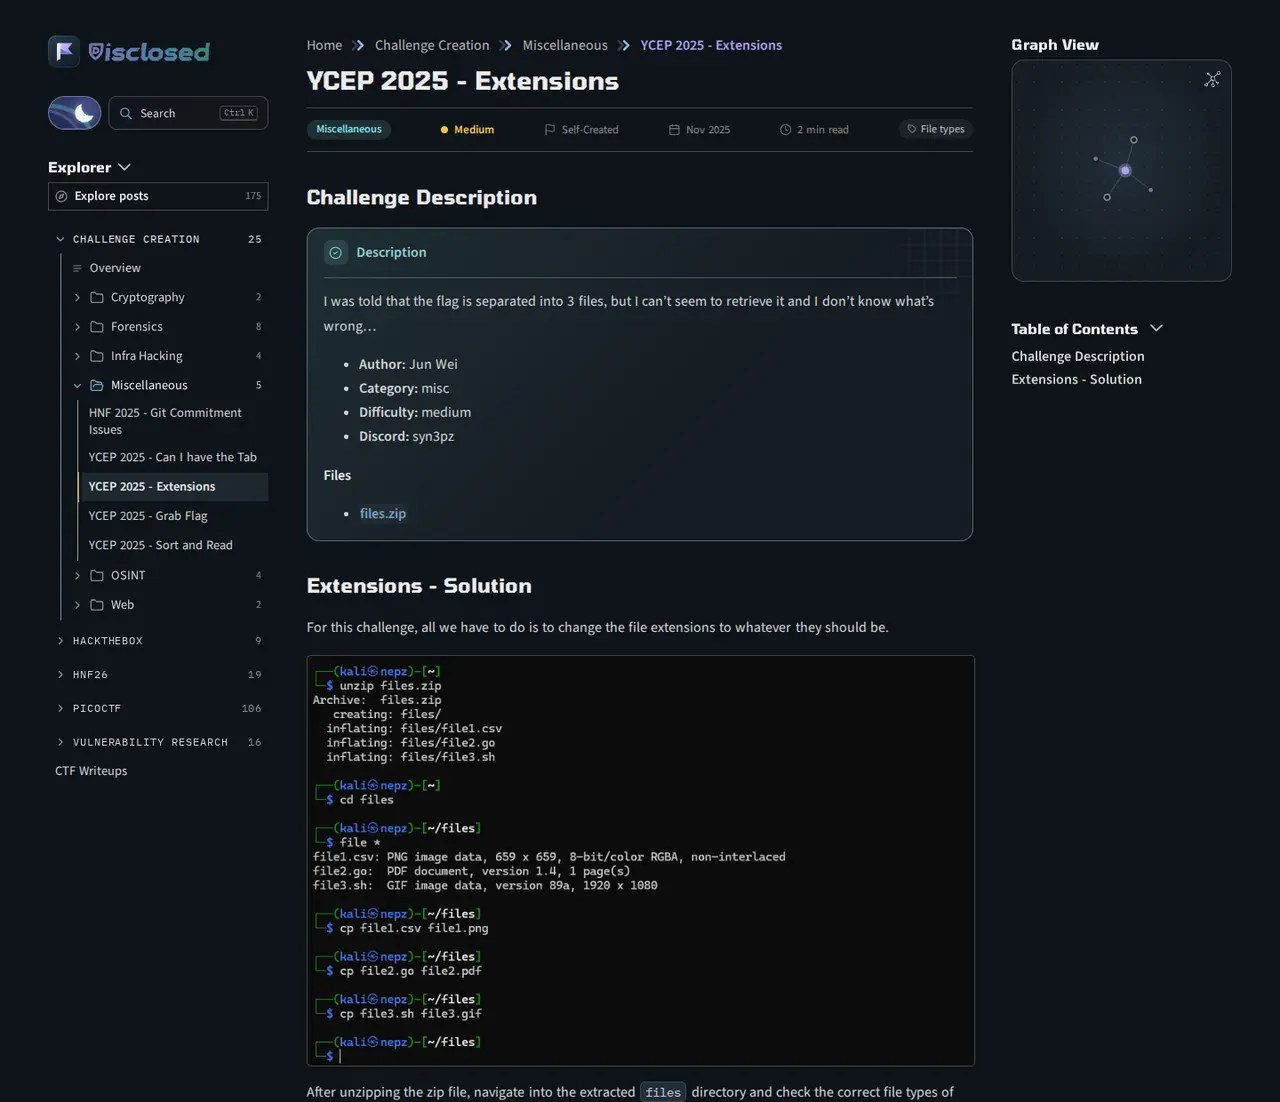 Disclosed
Search Ctrl K
Explorer
Explore posts 175
CHALLENGE CREATION 25
Overview
Cryptography 2
Forensics 8
Infra Hacking 4
Miscellaneous 5
HNF 2025 - Git Commitment
Issues
YCEP 2025 - Can I have the Tab
YCEP 2025 - Extensions
YCEP 2025 - Grab Flag
YCEP 2025 - Sort and Read
OSINT 4
Web 2
HACKTHEBOX 9
HNF26 19
PICOCTF 106
VULNERABILITY RESEARCH 16
CTF Writeups
Home Challenge Creation Miscellaneous YCEP 2025 - Extensions
YCEP 2025 - Extensions
Miscellaneous Medium Self-Created Nov 2025 2 min read File types
Challenge Description
Description
I was told that the flag is separated into 3 files, but I can't seem to retrieve it and I don't know what's
wrong…
• Author: Jun Wei
• Category: misc
• Difficulty: medium
• Discord: syn3pz
Files
• files.zip
Extensions - Solution
For this challenge, all we have to do is to change the file extensions to whatever they should be.
┌──(kali㉿nepz)-[~]
└─$ unzip files.zip
Archive:  files.zip
   creating: files/
  inflating: files/file1.csv
  inflating: files/file2.go
  inflating: files/file3.sh
┌──(kali㉿nepz)-[~]
└─$ cd files
┌──(kali㉿nepz)-[~/files]
└─$ file *
file1.csv: PNG image data, 659 x 659, 8-bit/color RGBA, non-interlaced
file2.go:  PDF document, version 1.4, 1 page(s)
file3.sh:  GIF image data, version 89a, 1920 x 1080
┌──(kali㉿nepz)-[~/files]
└─$ cp file1.csv file1.png
┌──(kali㉿nepz)-[~/files]
└─$ cp file2.go file2.pdf
┌──(kali㉿nepz)-[~/files]
└─$ cp file3.sh file3.gif
┌──(kali㉿nepz)-[~/files]
└─$
After unzipping the zip file, navigate into the extracted files directory and check the correct file types of
Graph View
Table of Contents
Challenge Description
Extensions - Solution